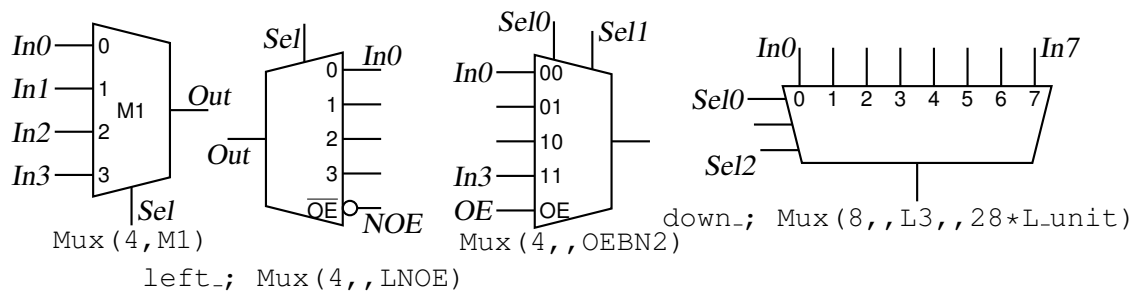 In0
In1
In2
In3
0
1
2
3
M1
Out
Sel
Mux(4,M1)
Sel
Out
0
1
2
3
OE
In0
NOE
left_; Mux(4,,LNOE)
Sel0
Sel1
In0
In3
OE
00
01
10
11
OE
Mux(4,,OEBN2)
In0
In7
Sel0
Sel2
0 1 2 3 4 5 6 7
down_; Mux(8,,L3,,28*L_unit)